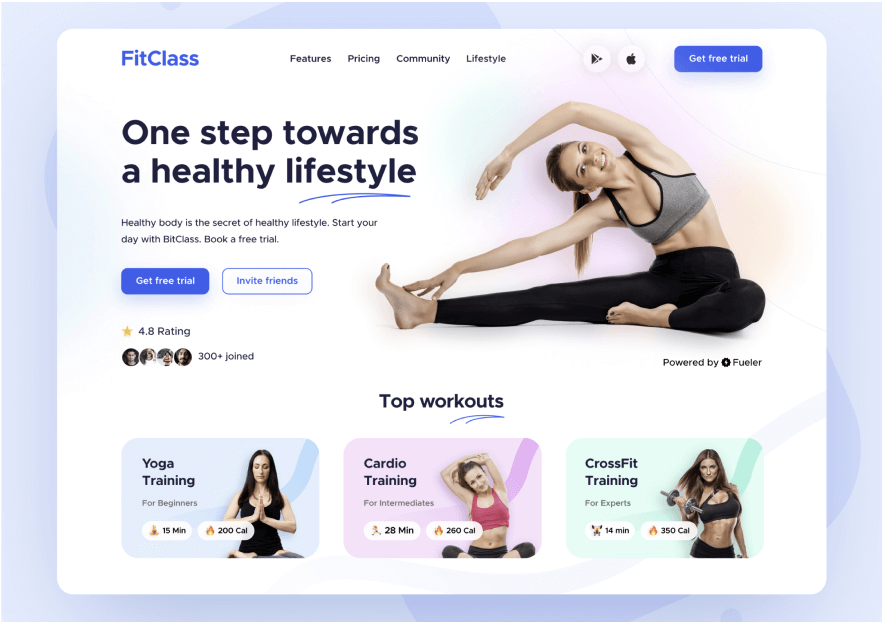 FitClass
Features Pricing Community Lifestyle
Get free trial
One step towards
a healthy lifestyle
Healthy body is the secret of healthy lifestyle. Start your
day with BitClass. Book a free trial.
Get free trial
Invite friends
4.8 Rating
300+ joined
Powered by Fueler
Top workouts
Yoga
Training
For Beginners
15 Min
200 Cal
Cardio
Training
For Intermediates
28 Min
260 Cal
CrossFit
Training
For Experts
14 min
350 Cal